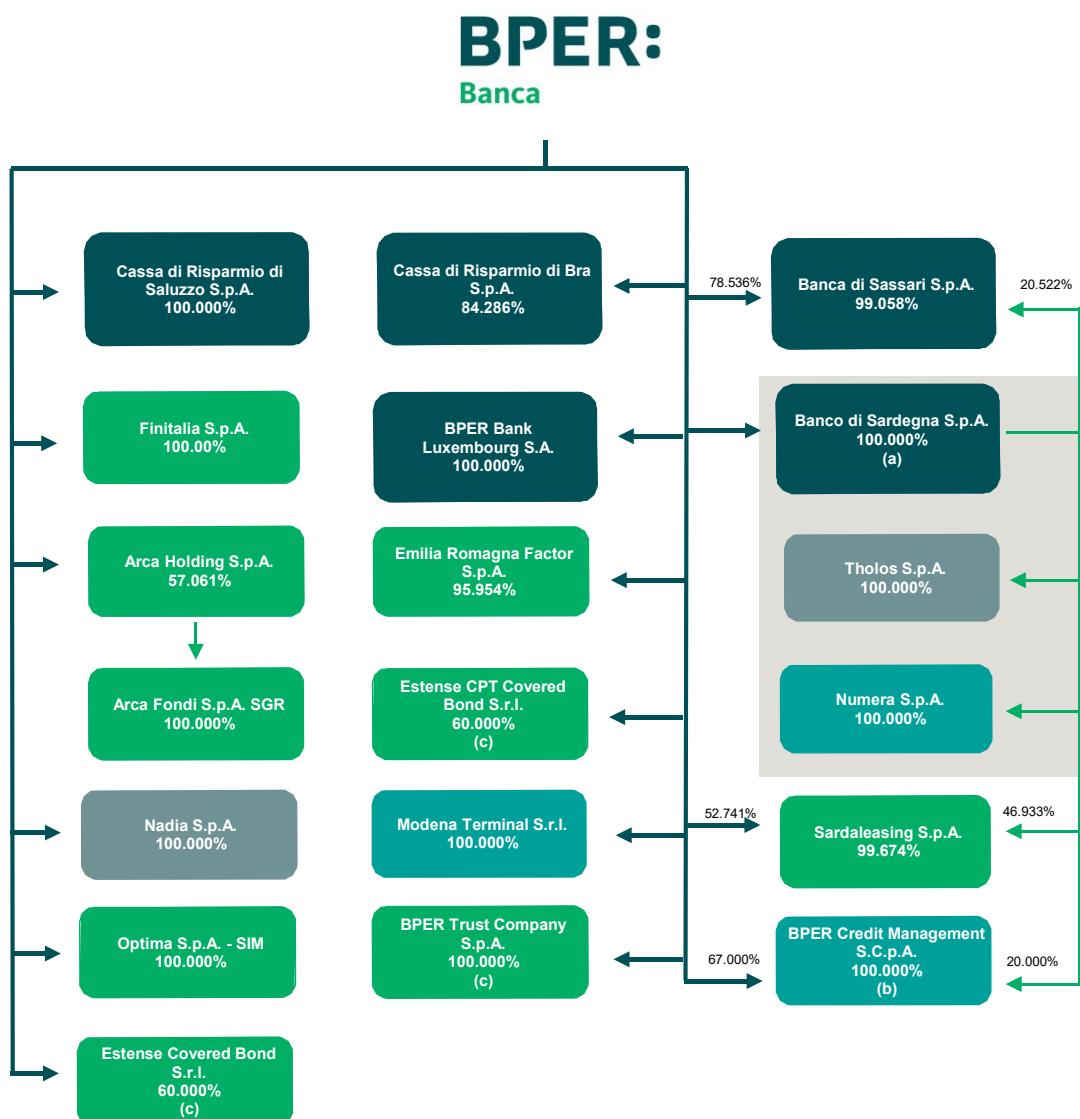 BPER:
Banca
Cassa di Risparmio di
Saluzzo S.p.A.
100.000%
Cassa di Risparmio di Bra
S.p.A.
84.286%
78.536%
Banca di Sassari S.p.A.
99.058%
20.522%
Finitalia S.p.A.
100.00%
BPER Bank
Luxembourg S.A.
100.000%
Banco di Sardegna S.p.A.
100.000%
(a)
Arca Holding S.p.A.
57.061%
Emilia Romagna Factor
S.p.A.
95.954%
Tholos S.p.A.
100.000%
Arca Fondi S.p.A. SGR
100.000%
Estense CPT Covered
Bond S.r.l.
60.000%
(c)
Numera S.p.A.
100.000%
Nadia S.p.A.
100.000%
Modena Terminal S.r.l.
100.000%
52.741%
Sardaleasing S.p.A.
99.674%
46.933%
Optima S.p.A. - SIM
100.000%
BPER Trust Company
S.p.A.
100.000%
(c)
67.000%
BPER Credit Management
S.C.p.A.
100.000%
(b)
20.000%
Estense Covered Bond
S.r.l.
60.000%
(c)